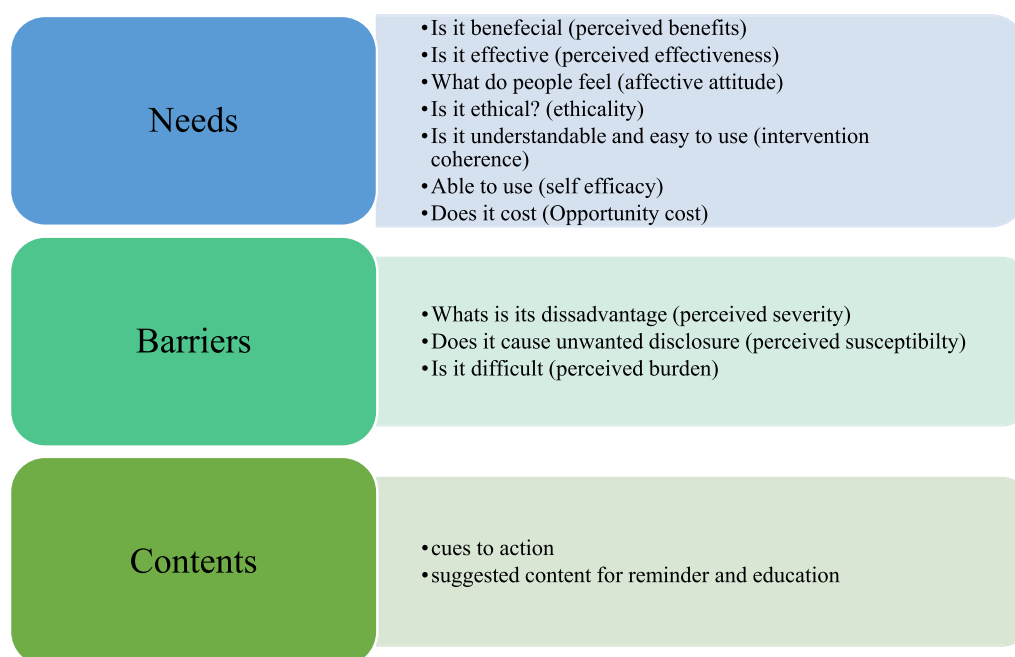 Needs
•Is it benefecial (perceived benefits)
•Is it effective (perceived effectiveness)
•What do people feel (affective attitude)
•Is it ethical? (ethicality)
•Is it understandable and easy to use (intervention
coherence)
•Able to use (self efficacy)
•Does it cost (Opportunity cost)
Barriers
•Whats is its dissadvantage (perceived severity)
•Does it cause unwanted disclosure (perceived susceptibilty)
•Is it difficult (perceived burden)
Contents
•cues to action
•suggested content for reminder and education